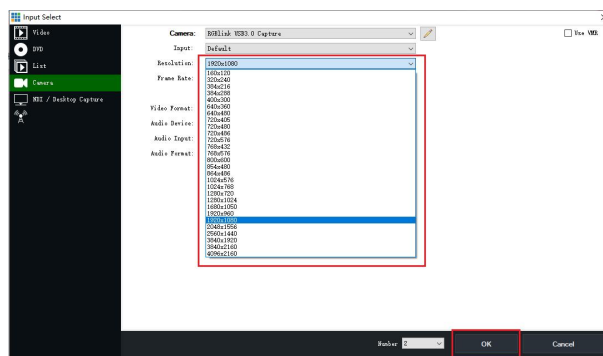 Input Select
Video
DVD
List
Camera
NDI / Desktop Capture
Camera: RGBlink USB3.0 Capture
Use VMR
Input: Default
Resolution: 1920x1080
Frame Rate:
Video Format:
Audio Device:
Audio Input:
Audio Format:
160x120
320x240
384x216
384x288
400x300
640x360
640x480
720x405
720x480
720x486
720x576
768x432
768x576
800x600
854x480
864x486
1024x576
1024x768
1280x720
1280x1024
1680x1050
1920x960
1920x1080
2048x1556
2560x1440
3840x1920
3840x2160
4096x2160
Number 2
OK
Cancel